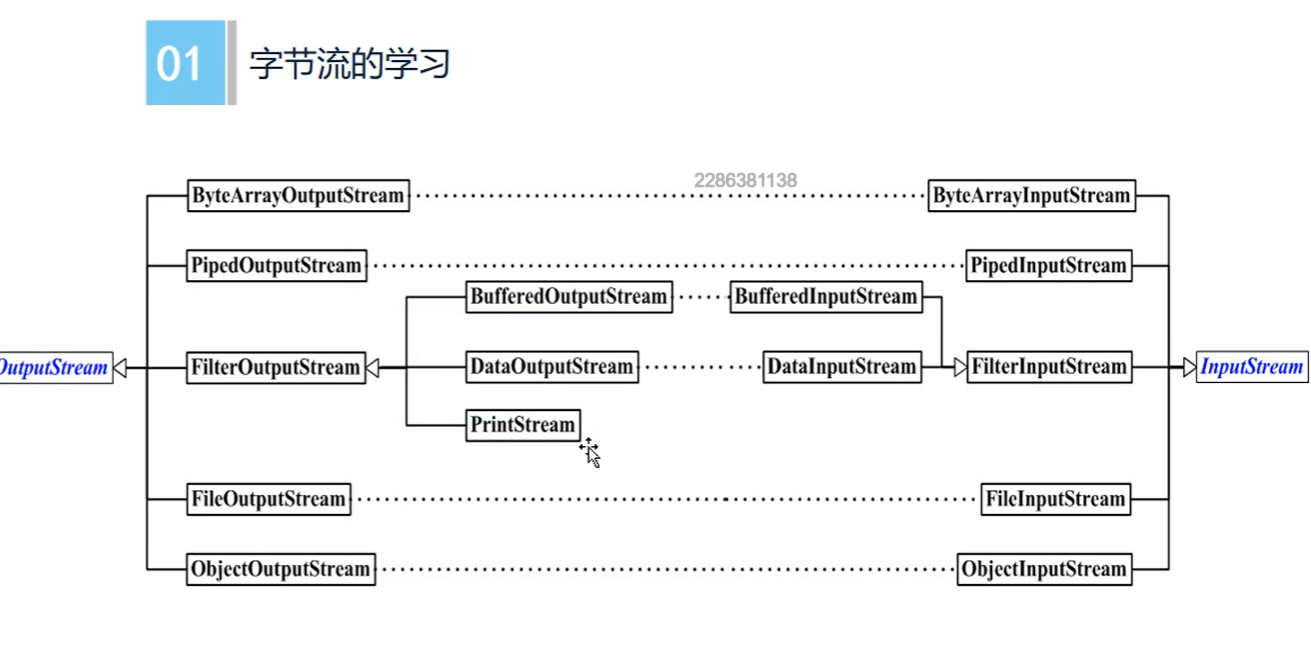 01 字节流的学习
2286381138
ByteArrayOutputStream ByteArrayInputStream
PipedOutputStream PipedInputStream
BufferedOutputStream BufferedInputStream
OutputStream FilterOutputStream DataOutputStream DataInputStream FilterInputStream InputStream
PrintStream
FileOutputStream FileInputStream
ObjectOutputStream ObjectInputStream